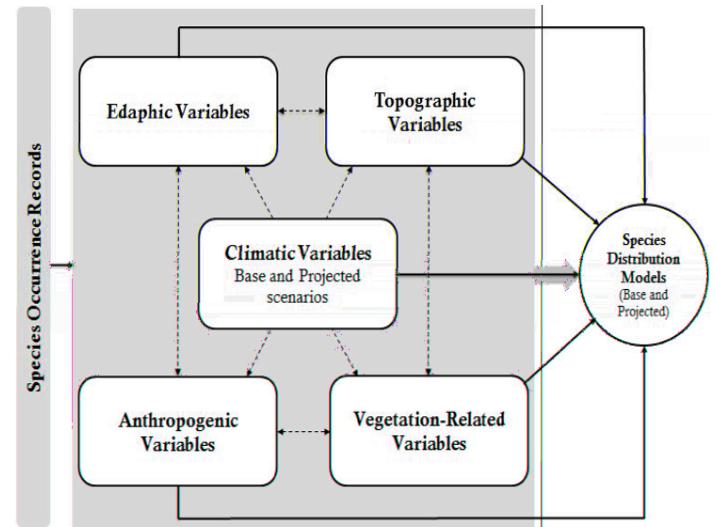 Species Occurrence Records
Edaphic Variables
Topographic
Variables
Climatic Variables
Base and Projected
scenarios
Anthropogenic
Variables
Vegetation-Related
Variables
Species
Distribution
Models
(Base and
Projected)